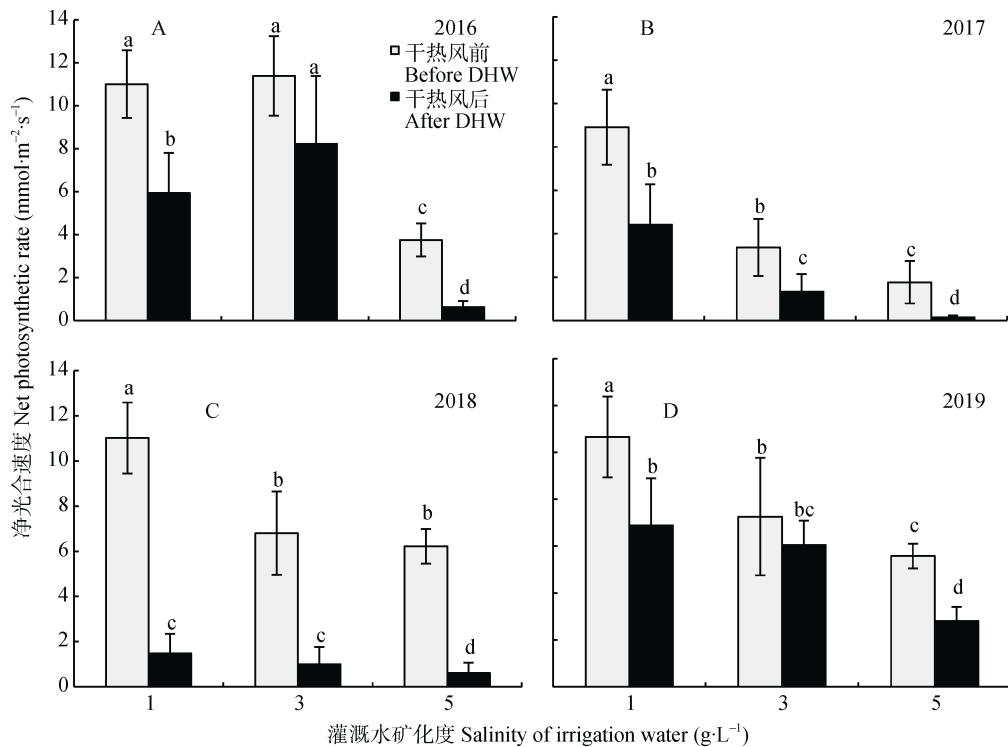 净光合速度 Net photosynthetic rate (mmol·m⁻²·s⁻¹)
14
12
10
8
6
4
2
0
A
2016
a
b
a
a
c
d
干热风前
Before DHW
干热风后
After DHW
B
2017
a
b
b
c
c
d
14
12
10
8
6
4
2
0
C
2018
a
c
b
c
b
d
1
3
5
D
2019
a
b
b
bc
c
d
1
3
5
灌溉水矿化度 Salinity of irrigation water (g·L⁻¹)